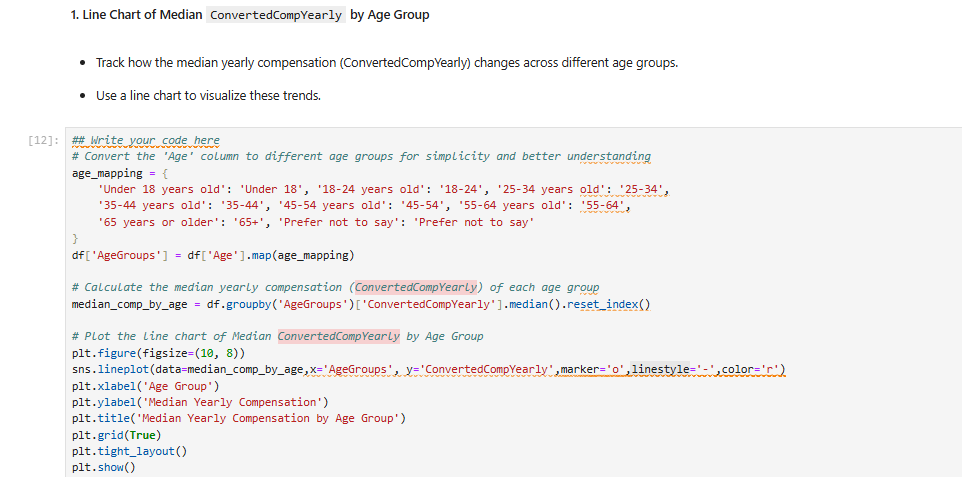 1. Line Chart of Median ConvertedCompYearly by Age Group
• Track how the median yearly compensation (ConvertedCompYearly) changes across different age groups.
• Use a line chart to visualize these trends.
[12]: ## Write your code here
# Convert the 'Age' column to different age groups for simplicity and better understanding
age_mapping = {
    'Under 18 years old': 'Under 18', '18-24 years old': '18-24', '25-34 years old': '25-34',
    '35-44 years old': '35-44', '45-54 years old': '45-54', '55-64 years old': '55-64',
    '65 years or older': '65+', 'Prefer not to say': 'Prefer not to say'
}
df['AgeGroups'] = df['Age'].map(age_mapping)
# Calculate the median yearly compensation (ConvertedCompYearly) of each age group
median_comp_by_age = df.groupby('AgeGroups')['ConvertedCompYearly'].median().reset_index()
# Plot the line chart of Median ConvertedCompYearly by Age Group
plt.figure(figsize=(10, 8))
sns.lineplot(data=median_comp_by_age,x='AgeGroups', y='ConvertedCompYearly',marker='o',linestyle='-',color='r')
plt.xlabel('Age Group')
plt.ylabel('Median Yearly Compensation')
plt.title('Median Yearly Compensation by Age Group')
plt.grid(True)
plt.tight_layout()
plt.show()